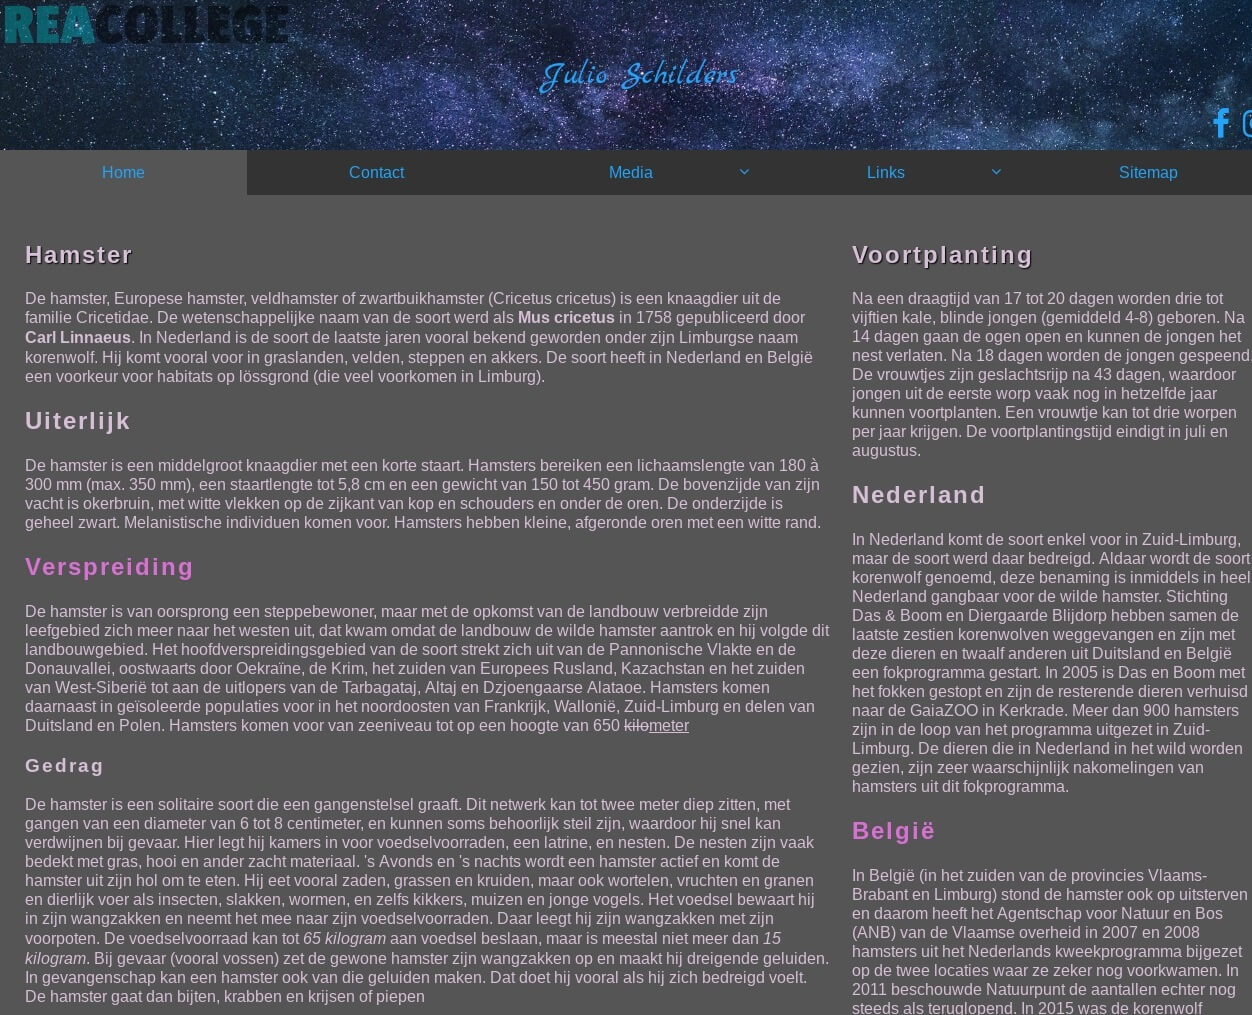 REACOLLEGE
Julio Schilders
Home
Contact
Media
Links
Sitemap
Hamster
De hamster, Europese hamster, veldhamster of zwartbuikhamster (Cricetus cricetus) is een knaagdier uit de
familie Cricetidae. De wetenschappelijke naam van de soort werd als Mus cricetus in 1758 gepubliceerd door
Carl Linnaeus. In Nederland is de soort de laatste jaren vooral bekend geworden onder zijn Limburgse naam
korenwolf. Hij komt vooral voor in graslanden, velden, steppen en akkers. De soort heeft in Nederland en België
een voorkeur voor habitats op lössgrond (die veel voorkomen in Limburg).
Uiterlijk
De hamster is een middelgroot knaagdier met een korte staart. Hamsters bereiken een lichaamslengte van 180 à
300 mm (max. 350 mm), een staartlengte tot 5,8 cm en een gewicht van 150 tot 450 gram. De bovenzijde van zijn
vacht is okerbruin, met witte vlekken op de zijkant van kop en schouders en onder de oren. De onderzijde is
geheel zwart. Melanistische individuen komen voor. Hamsters hebben kleine, afgeronde oren met een witte rand.
Verspreiding
De hamster is van oorsprong een steppebewoner, maar met de opkomst van de landbouw verbreidde zijn
leefgebied zich meer naar het westen uit, dat kwam omdat de landbouw de wilde hamster aantrok en hij volgde dit
landbouwgebied. Het hoofdverspreidingsgebied van de soort strekt zich uit van de Pannonische Vlakte en de
Donauvallei, oostwaarts door Oekraïne, de Krim, het zuiden van Europees Rusland, Kazachstan en het zuiden
van West-Siberië tot aan de uitlopers van de Tarbagataj, Altaj en Dzjoengaarse Alataoe. Hamsters komen
daarnaast in geïsoleerde populaties voor in het noordoosten van Frankrijk, Wallonië, Zuid-Limburg en delen van
Duitsland en Polen. Hamsters komen voor van zeeniveau tot op een hoogte van 650 kilometer
Gedrag
De hamster is een solitaire soort die een gangenstelsel graaft. Dit netwerk kan tot twee meter diep zitten, met
gangen van een diameter van 6 tot 8 centimeter, en kunnen soms behoorlijk steil zijn, waardoor hij snel kan
verdwijnen bij gevaar. Hier legt hij kamers in voor voedselvoorraden, een latrine, en nesten. De nesten zijn vaak
bedekt met gras, hooi en ander zacht materiaal. 's Avonds en 's nachts wordt een hamster actief en komt de
hamster uit zijn hol om te eten. Hij eet vooral zaden, grassen en kruiden, maar ook wortelen, vruchten en granen
en dierlijk voer als insecten, slakken, wormen, en zelfs kikkers, muizen en jonge vogels. Het voedsel bewaart hij
in zijn wangzakken en neemt het mee naar zijn voedselvoorraden. Daar leegt hij zijn wangzakken met zijn
voorpoten. De voedselvoorraad kan tot 65 kilogram aan voedsel beslaan, maar is meestal niet meer dan 15
kilogram. Bij gevaar (vooral vossen) zet de gewone hamster zijn wangzakken op en maakt hij dreigende geluiden.
In gevangenschap kan een hamster ook van die geluiden maken. Dat doet hij vooral als hij zich bedreigd voelt.
De hamster gaat dan bijten, krabben en krijsen of piepen
Voortplanting
Na een draagtijd van 17 tot 20 dagen worden drie tot
vijftien kale, blinde jongen (gemiddeld 4-8) geboren. Na
14 dagen gaan de ogen open en kunnen de jongen het
nest verlaten. Na 18 dagen worden de jongen gespeend.
De vrouwtjes zijn geslachtsrijp na 43 dagen, waardoor
jongen uit de eerste worp vaak nog in hetzelfde jaar
kunnen voortplanten. Een vrouwtje kan tot drie worpen
per jaar krijgen. De voortplantingstijd eindigt in juli en
augustus.
Nederland
In Nederland komt de soort enkel voor in Zuid-Limburg,
maar de soort werd daar bedreigd. Aldaar wordt de soort
korenwolf genoemd, deze benaming is inmiddels in heel
Nederland gangbaar voor de wilde hamster. Stichting
Das & Boom en Diergaarde Blijdorp hebben samen de
laatste zestien korenwolven weggevangen en zijn met
deze dieren en twaalf anderen uit Duitsland en België
een fokprogramma gestart. In 2005 is Das en Boom met
het fokken gestopt en zijn de resterende dieren verhuisd
naar de GaiaZOO in Kerkrade. Meer dan 900 hamsters
zijn in de loop van het programma uitgezet in Zuid-
Limburg. De dieren die in Nederland in het wild worden
gezien, zijn zeer waarschijnlijk nakomelingen van
hamsters uit dit fokprogramma.
België
In België (in het zuiden van de provincies Vlaams-
Brabant en Limburg) stond de hamster ook op uitsterven
en daarom heeft het Agentschap voor Natuur en Bos
(ANB) van de Vlaamse overheid in 2007 en 2008
hamsters uit het Nederlands kweekprogramma bijgezet
op de twee locaties waar ze zeker nog voorkwamen. In
2011 beschouwde Natuurpunt de aantallen echter nog
steeds als teruglopend. In 2015 was de korenwolf